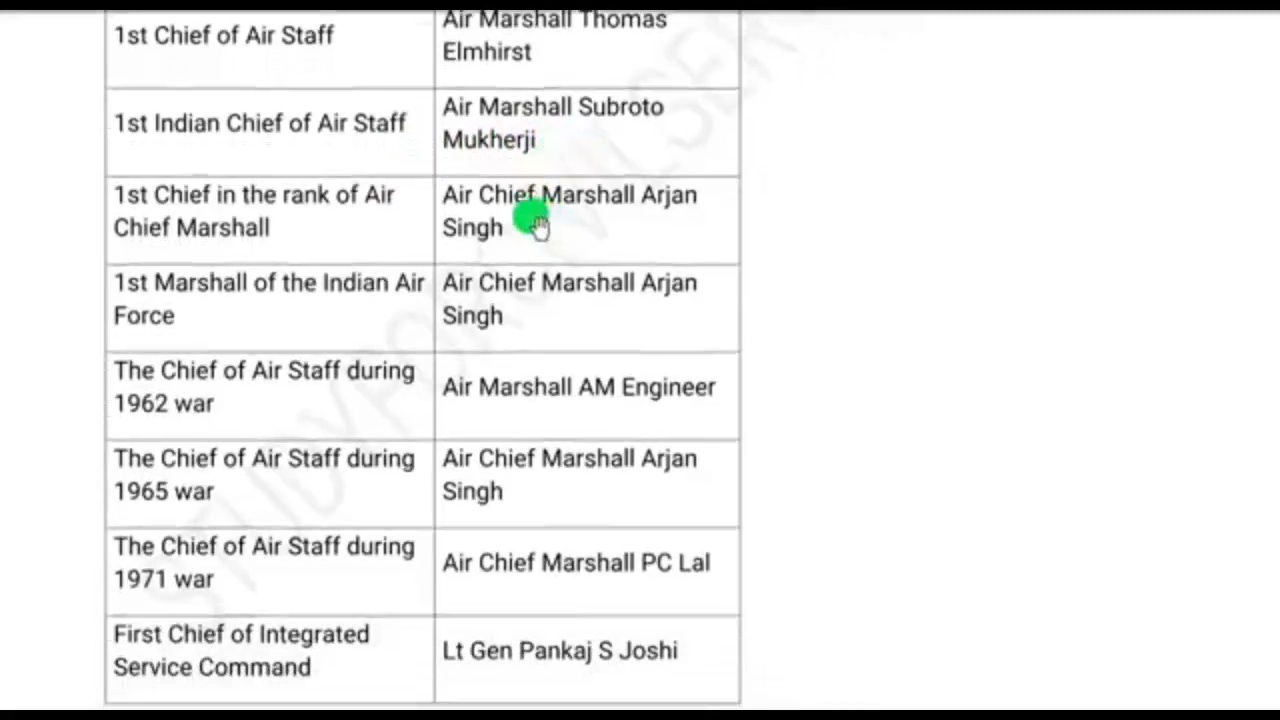 1st Chief of Air Staff
Air Marshall Thomas
Elmhirst
1st Indian Chief of Air Staff
Air Marshall Subroto
Mukherji
1st Chief in the rank of Air
Chief Marshall
Air Chief Marshall Arjan
Singh
1st Marshall of the Indian Air
Force
Air Chief Marshall Arjan
Singh
The Chief of Air Staff during
1962 war
Air Marshall AM Engineer
The Chief of Air Staff during
1965 war
Air Chief Marshall Arjan
Singh
The Chief of Air Staff during
1971 war
Air Chief Marshall PC Lal
First Chief of Integrated
Service Command
Lt Gen Pankaj S Joshi